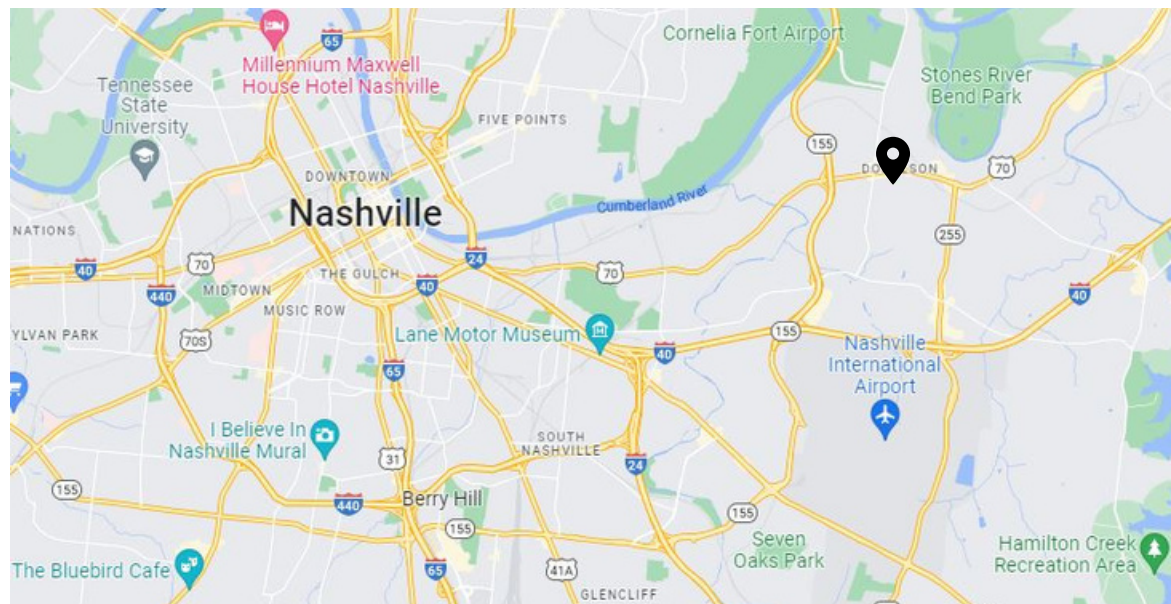 Cornelia Fort Airport
65
Millennium Maxwell
House Hotel Nashville
Tennessee
State
University
Stones River
Bend Park
FIVE POINTS
155
DOWNTOWN
70
Cumberland River
Nashville
NATIONS
255
40
70
24
70
THE GULCH
440
MIDTOWN
40
40
MUSIC ROW
YLVAN PARK
70S
Lane Motor Museum
155
40
Nashville
International
Airport
65
I Believe In
Nashville Mural
SOUTH
NASHVILLE
31
24
155
440
Berry Hill
155
155
Seven
Oaks Park
Hamilton Creek
Recreation Area
The Bluebird Cafe
65
41A
GLENCLIFF